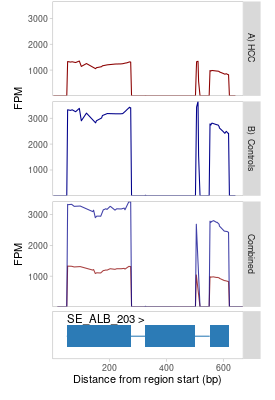 3000
2000
1000
A) HCC
FPM
3000
2000
1000
B) Controls
3000
2000
1000
FPM
Combined
SE_ALB_203 >
200
400
600
Distance from region start (bp)